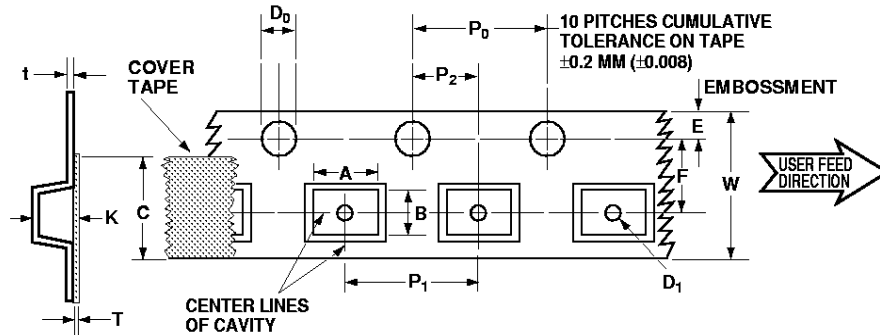 D₀
P₀
10 PITCHES CUMULATIVE
TOLERANCE ON TAPE
±0.2 MM (±0.008)
t
COVER
TAPE
P₂
EMBOSSMENT
E
A
F
W
USER FEED
DIRECTION
K
C
B
P₁
D₁
CENTER LINES
OF CAVITY
T